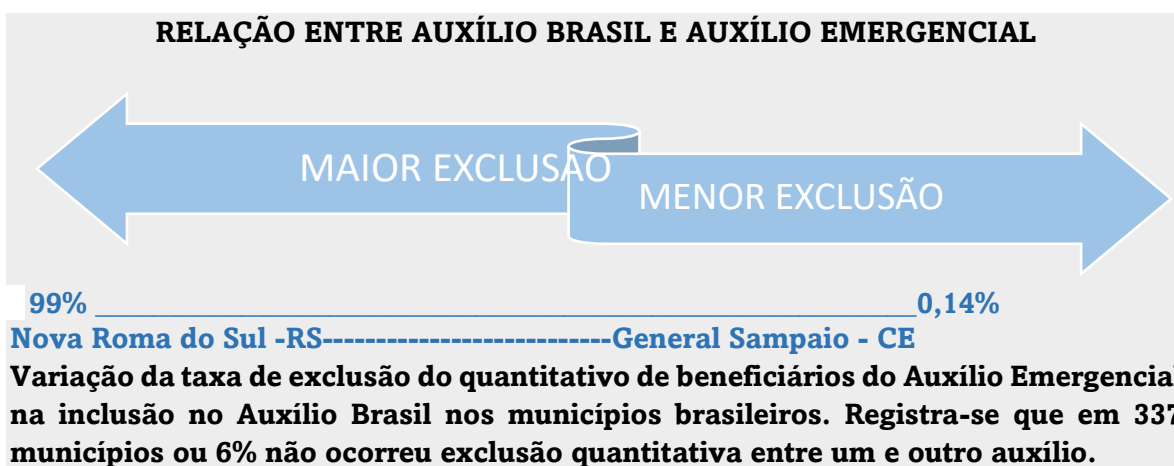 RELAÇÃO ENTRE AUXÍLIO BRASIL E AUXÍLIO EMERGENCIAL
MAIOR EXCLUSÃO
MENOR EXCLUSÃO
99% ______________________________________________________0,14%
Nova Roma do Sul -RS---------------------------General Sampaio - CE
Variação da taxa de exclusão do quantitativo de beneficiários do Auxílio Emergencial
na inclusão no Auxílio Brasil nos municípios brasileiros. Registra-se que em 337
municípios ou 6% não ocorreu exclusão quantitativa entre um e outro auxílio.